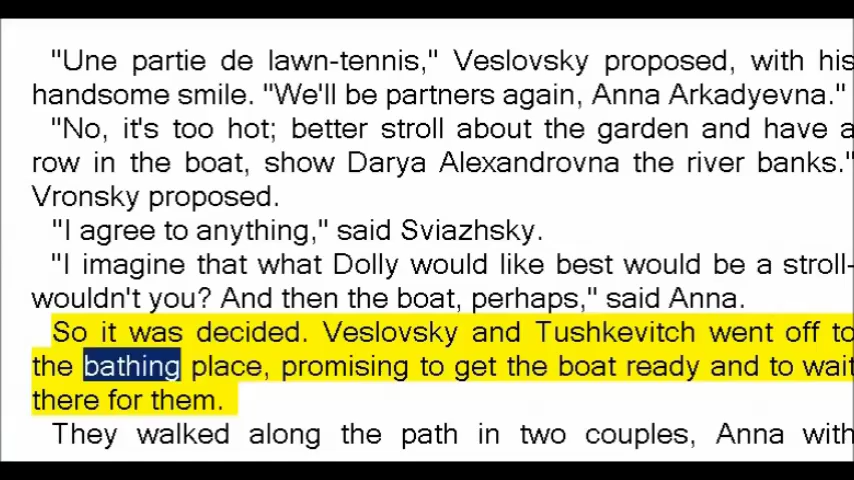 "Une partie de lawn-tennis," Veslovsky proposed, with his
handsome smile. "We'll be partners again, Anna Arkadyevna."
"No, it's too hot; better stroll about the garden and have a
row in the boat, show Darya Alexandrovna the river banks."
Vronsky proposed.
"I agree to anything," said Sviazhsky.
"I imagine that what Dolly would like best would be a stroll-
wouldn't you? And then the boat, perhaps," said Anna.
So it was decided. Veslovsky and Tushkevitch went off to
the bathing place, promising to get the boat ready and to wait
there for them.
They walked along the path in two couples, Anna with